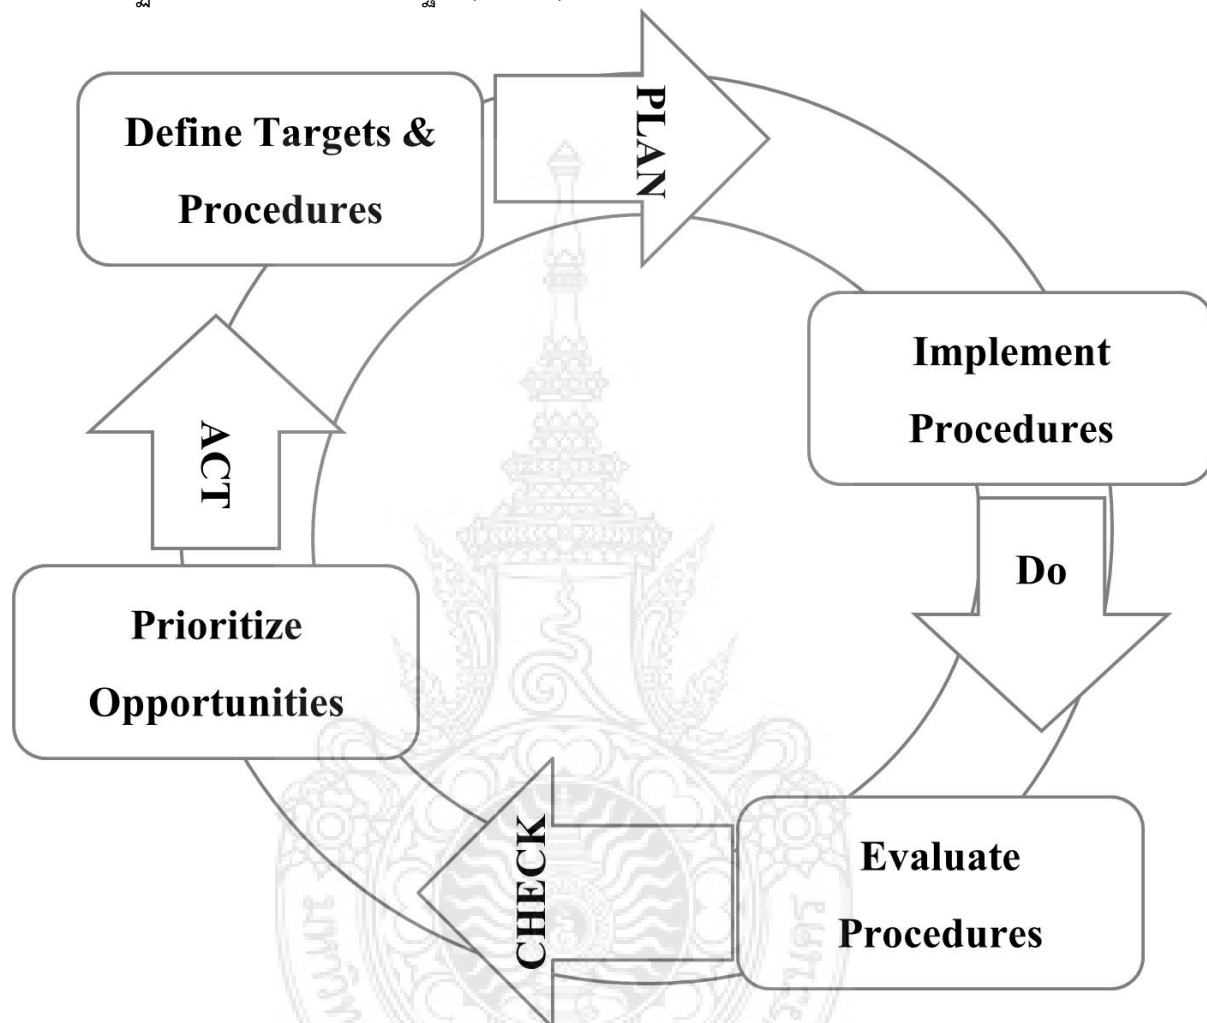 Define Targets &
Procedures
PLAN
Implement
Procedures
Do
Evaluate
Procedures
CHECK
Prioritize
Opportunities
ACT